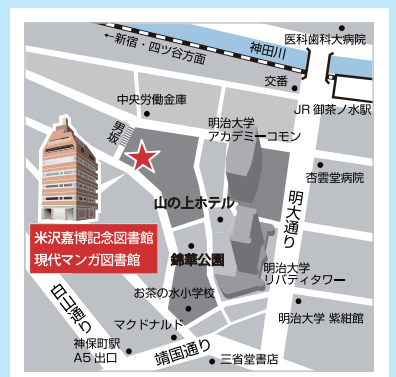 医科歯科大病院
←新宿・四ツ谷方面
神田川
交番
中央労働金庫
JR 御茶ノ水駅
男坂
明治大学
アカデミーコモン
杏雲堂病院
山の上ホテル
明大通り
米沢嘉博記念図書館
現代マンガ図書館
錦華公園
明治大学
リバティタワー
お茶の水小学校
白山通り
明治大学 紫紺館
マクドナルド
神保町駅
A5 出口
靖国通り
三省堂書店